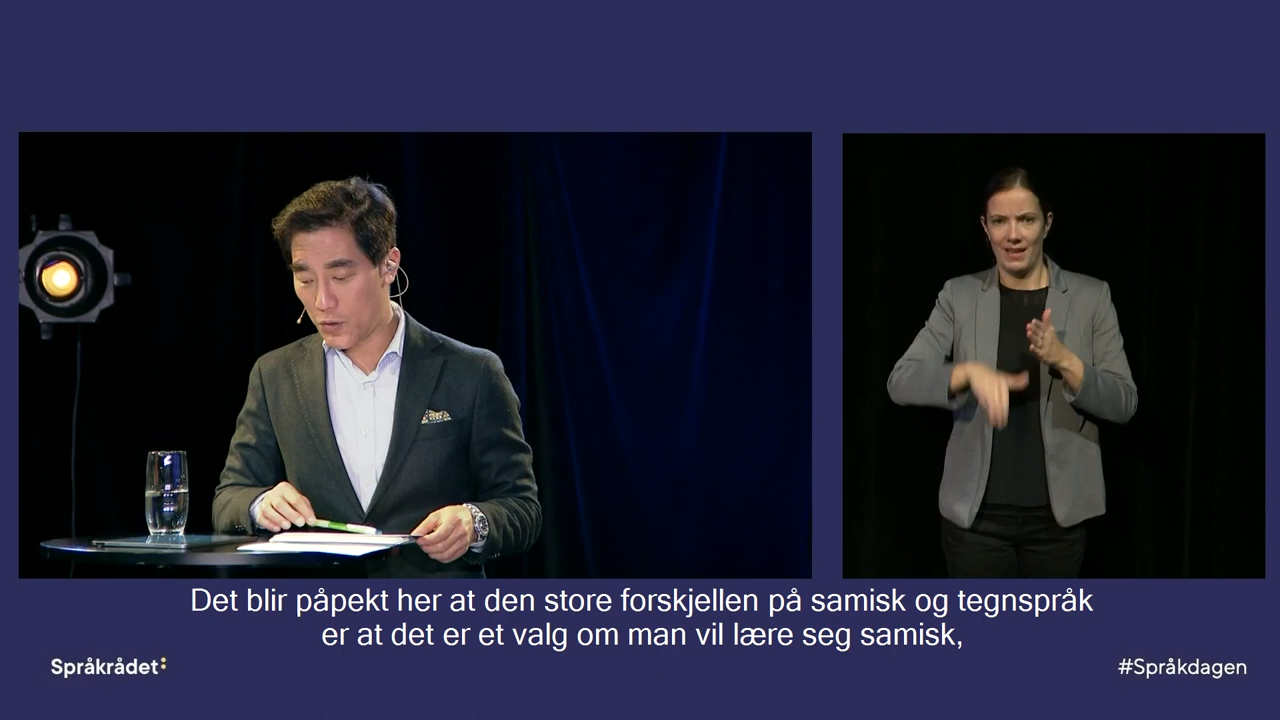 Det blir påpekt her at den store forskjellen på samisk og tegnspråk
er at det er et valg om man vil lære seg samisk,
Språkrådet:
#Språkdagen